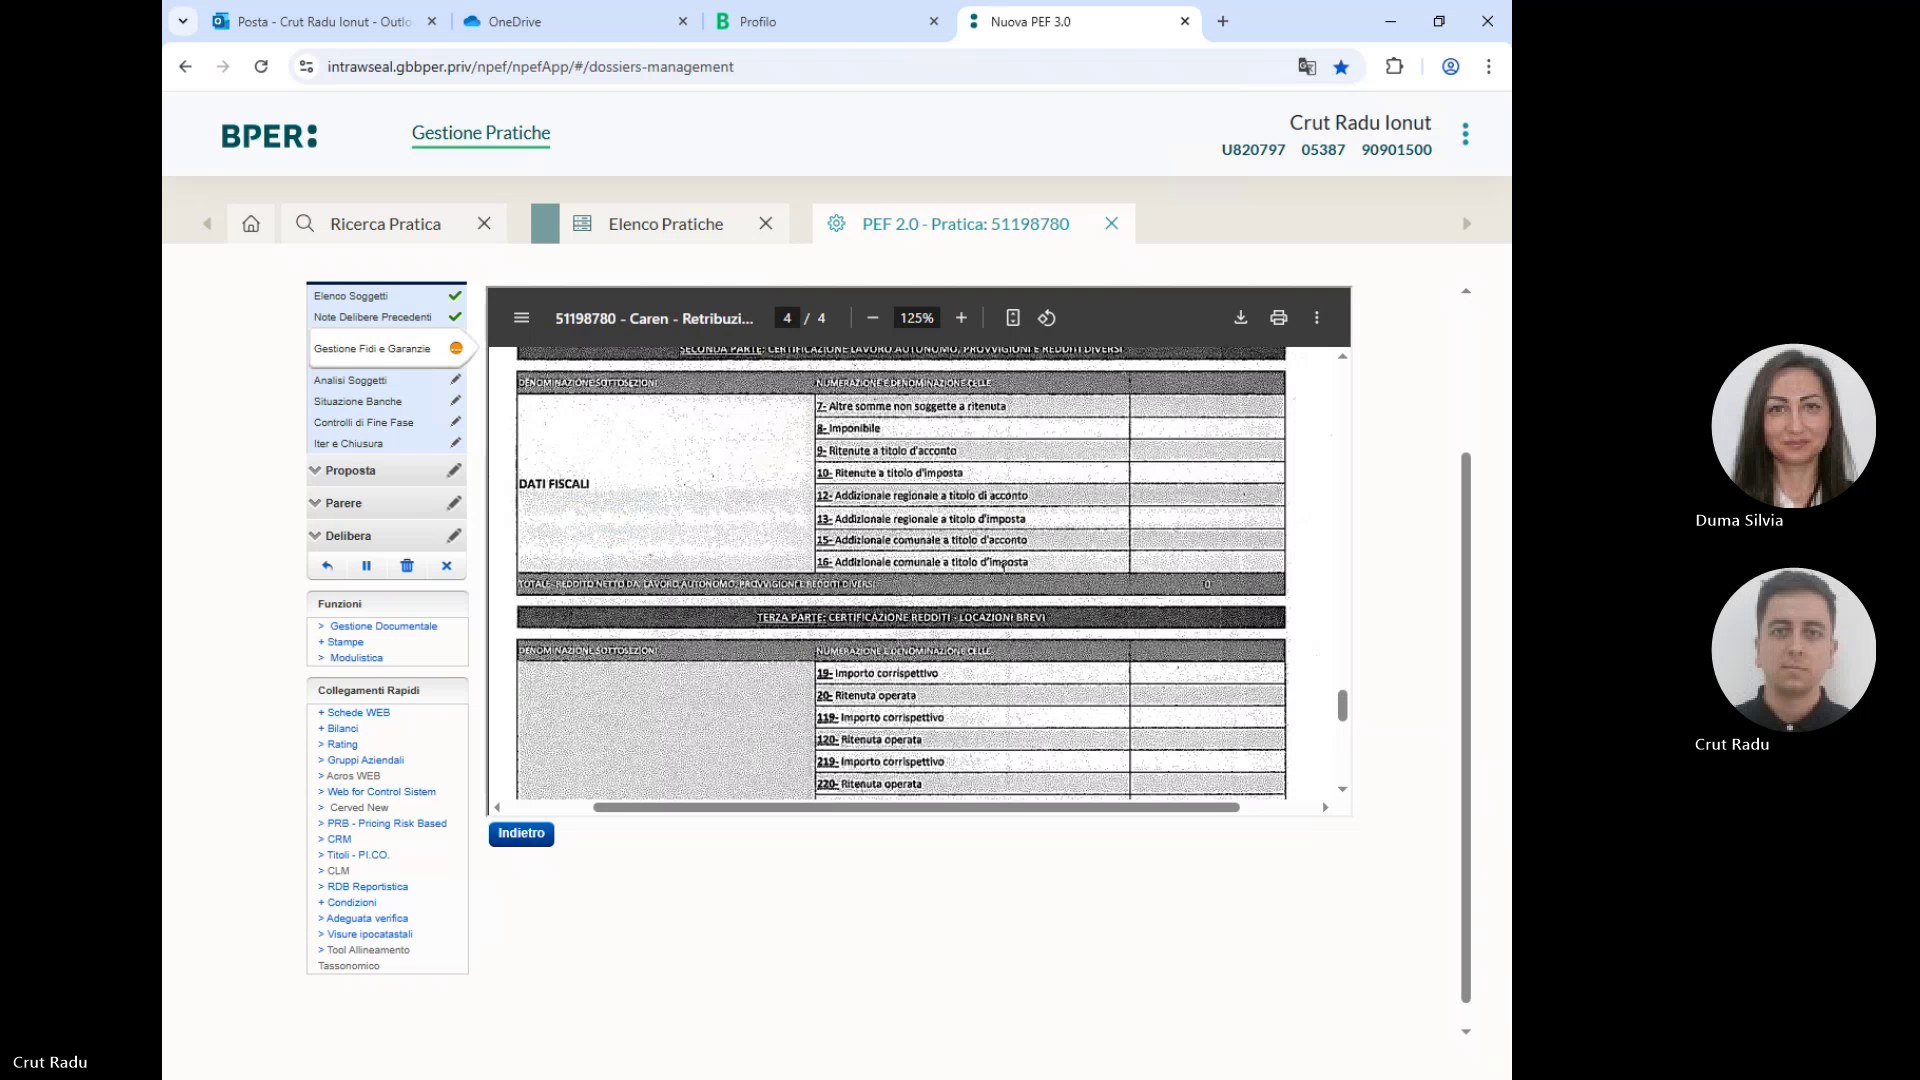 Posta - Crut Radu Ionut - Outlo
OneDrive
Profilo
Nuova PEF 3.0
intrawseal.gbbper.priv/npef/npefApp/#/dossiers-management
BPER:
Gestione Pratiche
Crut Radu Ionut
U820797 05387 90901500
Ricerca Pratica
Elenco Pratiche
PEF 2.0 - Pratica: 51198780
Elenco Soggetti
Note Delibere Precedenti
Gestione Fidi e Garanzie
Analisi Soggetti
Situazione Banche
Controlli di Fine Fase
Iter e Chiusura
Proposta
Parere
Delibera
Funzioni
> Gestione Documentale
+ Stampe
> Modulistica
Collegamenti Rapidi
+ Schede WEB
+ Bilanci
> Rating
> Gruppi Aziendali
> Acros WEB
> Web for Control Sistem
> Cerved New
> PRB - Pricing Risk Based
> CRM
> Titoli - PI.CO.
> CLM
> RDB Reportistica
+ Condizioni
> Adeguata verifica
> Visure ipocatastali
> Tool Allineamento
Tassonomico
51198780 - Caren - Retribuzi...
4 / 4
125%
SECONDA PARTE: CERTIFICAZIONE LAVORO AUTONOMO, PROVVIGIONI E REDDITI DIVERSI
DENOMINAZIONE SOTTOSEZIONI
NUMERAZIONE E DENOMINAZIONE CELLE
DATI FISCALI
7- Altre somme non soggette a ritenuta
8- Imponibile
9- Ritenute a titolo d'acconto
10- Ritenute a titolo d'imposta
12- Addizionale regionale a titolo di acconto
13- Addizionale regionale a titolo d'imposta
15- Addizionale comunale a titolo d'acconto
16- Addizionale comunale a titolo d'imposta
TOTALE REDDITO NETTO DA LAVORO AUTONOMO, PROVVIGIONI E REDDITI DIVERSI
0
TERZA PARTE: CERTIFICAZIONE REDDITI - LOCAZIONI BREVI
DENOMINAZIONE SOTTOSEZIONI
NUMERAZIONE E DENOMINAZIONE CELLE
19- Importo corrispettivo
20- Ritenuta operata
119- Importo corrispettivo
120- Ritenuta operata
219- Importo corrispettivo
220- Ritenuta operata
Indietro
Duma Silvia
Crut Radu
Crut Radu